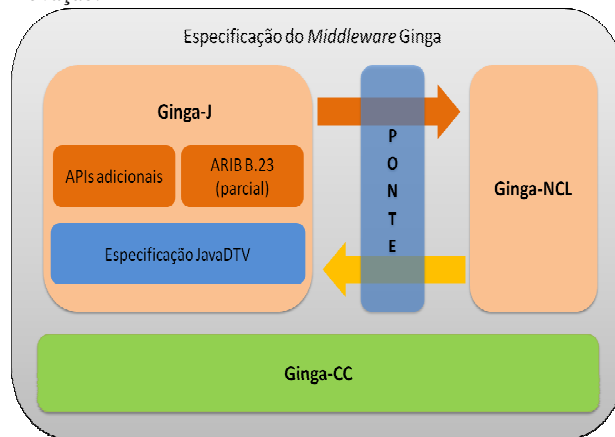 Especificação do Middleware Ginga
Ginga-J
APIs adicionais
ARIB B.23
(parcial)
Especificação JavaDTV
P
O
N
T
E
Ginga-NCL
Ginga-CC